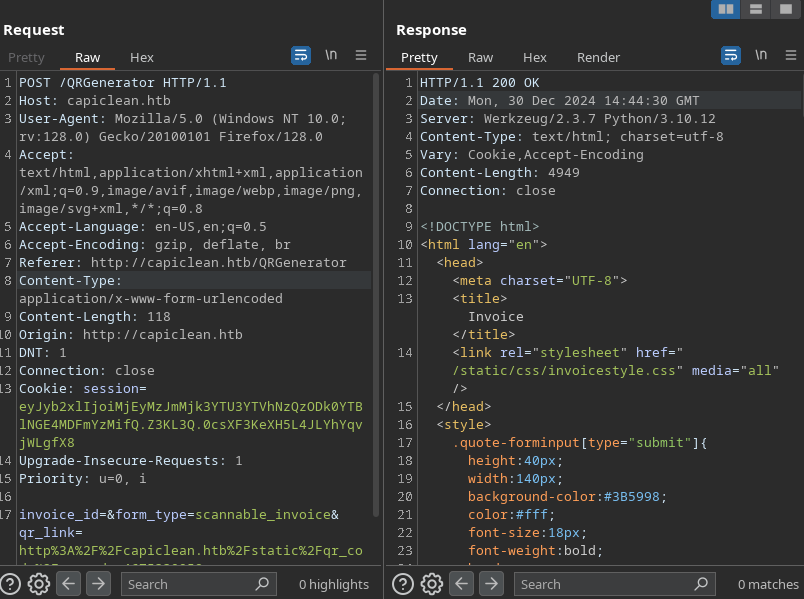 Request
Pretty Raw Hex \n
1 POST /QRGenerator HTTP/1.1
2 Host: capiclean.htb
3 User-Agent: Mozilla/5.0 (Windows NT 10.0;
rv:128.0) Gecko/20100101 Firefox/128.0
4 Accept:
text/html,application/xhtml+xml,application
/xml;q=0.9,image/avif,image/webp,image/png,
image/svg+xml,*/*;q=0.8
5 Accept-Language: en-US,en;q=0.5
6 Accept-Encoding: gzip, deflate, br
7 Referer: http://capiclean.htb/QRGenerator
8 Content-Type:
application/x-www-form-urlencoded
9 Content-Length: 118
10 Origin: http://capiclean.htb
11 DNT: 1
12 Connection: close
13 Cookie: session=
eyJyb2xlIjoiMjEyMzJmMjk3YTU3YTVhNzQzODk0YTB
lNGE4MDFmYzMifQ.Z3KL3Q.0csXF3KeXH5L4JLYhYqv
jWLgfX8
14 Upgrade-Insecure-Requests: 1
15 Priority: u=0, i
16
17 invoice_id=&form_type=scannable_invoice&
qr_link=
http%3A%2F%2Fcapiclean.htb%2Fstatic%2Fqr_co
Search 0 highlights
Response
Pretty Raw Hex Render \n
1 HTTP/1.1 200 OK
2 Date: Mon, 30 Dec 2024 14:44:30 GMT
3 Server: Werkzeug/2.3.7 Python/3.10.12
4 Content-Type: text/html; charset=utf-8
5 Vary: Cookie,Accept-Encoding
6 Content-Length: 4949
7 Connection: close
8
9 <!DOCTYPE html>
10 <html lang="en">
11 <head>
12 <meta charset="UTF-8">
13 <title>
Invoice
</title>
14 <link rel="stylesheet" href="
/static/css/invoicestyle.css" media="all"
/>
15 </head>
16 <style>
17 .quote-forminput[type="submit"]{
18 height:40px;
19 width:140px;
20 background-color:#3B5998;
21 color:#fff;
22 font-size:18px;
23 font-weight:bold;
Search 0 matches